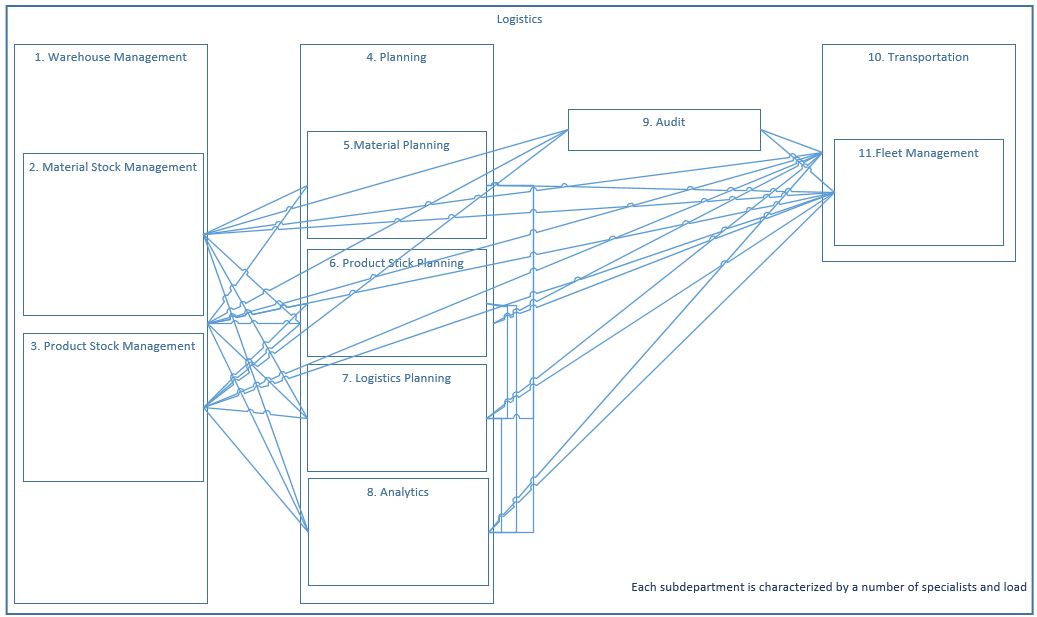 Logistics
1. Warehouse Management
2. Material Stock Management
3. Product Stock Management
4. Planning
5.Material Planning
6. Product Stick Planning
7. Logistics Planning
8. Analytics
9. Audit
10. Transportation
11.Fleet Management
Each subdepartment is characterized by a number of specialists and load